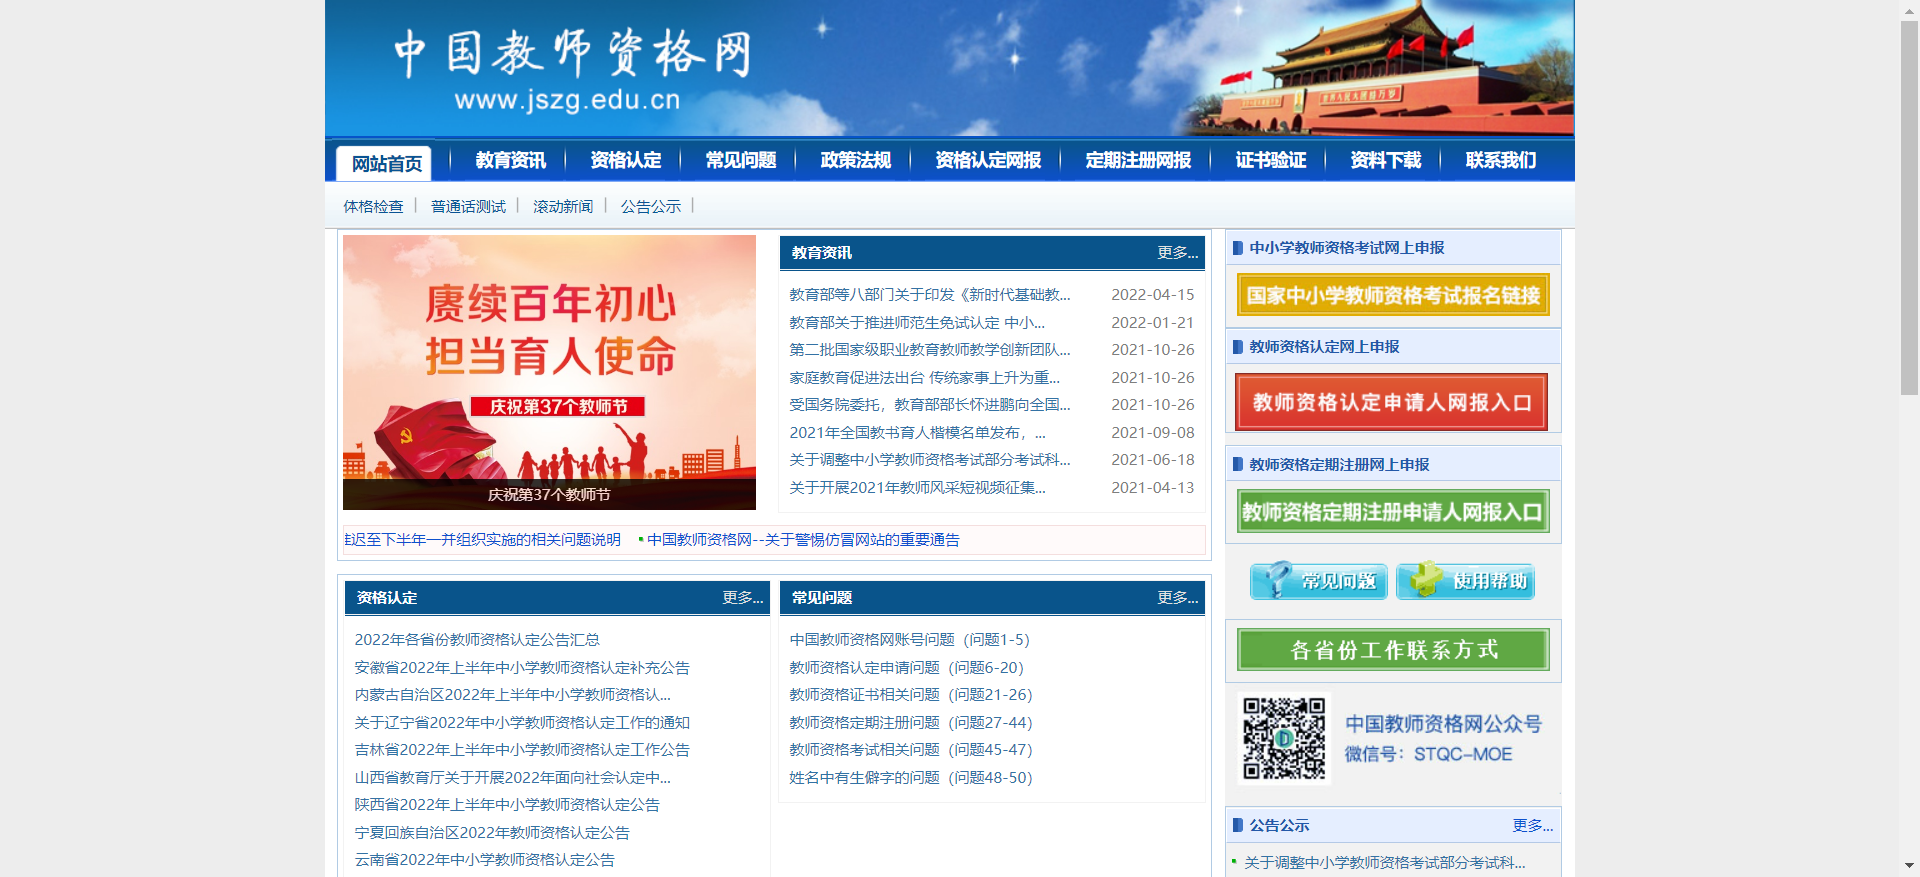 中国教师资格网
www.jszg.edu.cn
网站首页
教育资讯
资格认定
常见问题
政策法规
资格认定网报
定期注册网报
证书验证
资料下载
联系我们
体格检查
普通话测试
滚动新闻
公告公示
赓续百年初心
担当育人使命
庆祝第37个教师节
庆祝第37个教师节
教育资讯 更多...
教育部等八部门关于印发《新时代基础教... 2022-04-15
教育部关于推进师范生免试认定 中小... 2022-01-21
第二批国家级职业教育教师教学创新团队... 2021-10-26
家庭教育促进法出台 传统家事上升为重... 2021-10-26
受国务院委托，教育部部长怀进鹏向全国... 2021-10-26
2021年全国教书育人楷模名单发布，... 2021-09-08
关于调整中小学教师资格考试部分考试科... 2021-06-18
关于开展2021年教师风采短视频征集... 2021-04-13
迟至下半年一并组织实施的相关问题说明 中国教师资格网--关于警惕仿冒网站的重要通告
资格认定 更多...
2022年各省份教师资格认定公告汇总
安徽省2022年上半年中小学教师资格认定补充公告
内蒙古自治区2022年上半年中小学教师资格认...
关于辽宁省2022年中小学教师资格认定工作的通知
吉林省2022年上半年中小学教师资格认定工作公告
山西省教育厅关于开展2022年面向社会认定中...
陕西省2022年上半年中小学教师资格认定公告
宁夏回族自治区2022年教师资格认定公告
云南省2022年中小学教师资格认定公告
常见问题 更多...
中国教师资格网账号问题（问题1-5）
教师资格认定申请问题（问题6-20）
教师资格证书相关问题（问题21-26）
教师资格定期注册问题（问题27-44）
教师资格考试相关问题（问题45-47）
姓名中有生僻字的问题（问题48-50）
中小学教师资格考试网上申报
国家中小学教师资格考试报名链接
教师资格认定网上申报
教师资格认定申请人网报入口
教师资格定期注册网上申报
教师资格定期注册申请人网报入口
常见问题
使用帮助
各省份工作联系方式
中国教师资格网公众号
微信号：STQC-MOE
公告公示 更多...
关于调整中小学教师资格考试部分考试科...